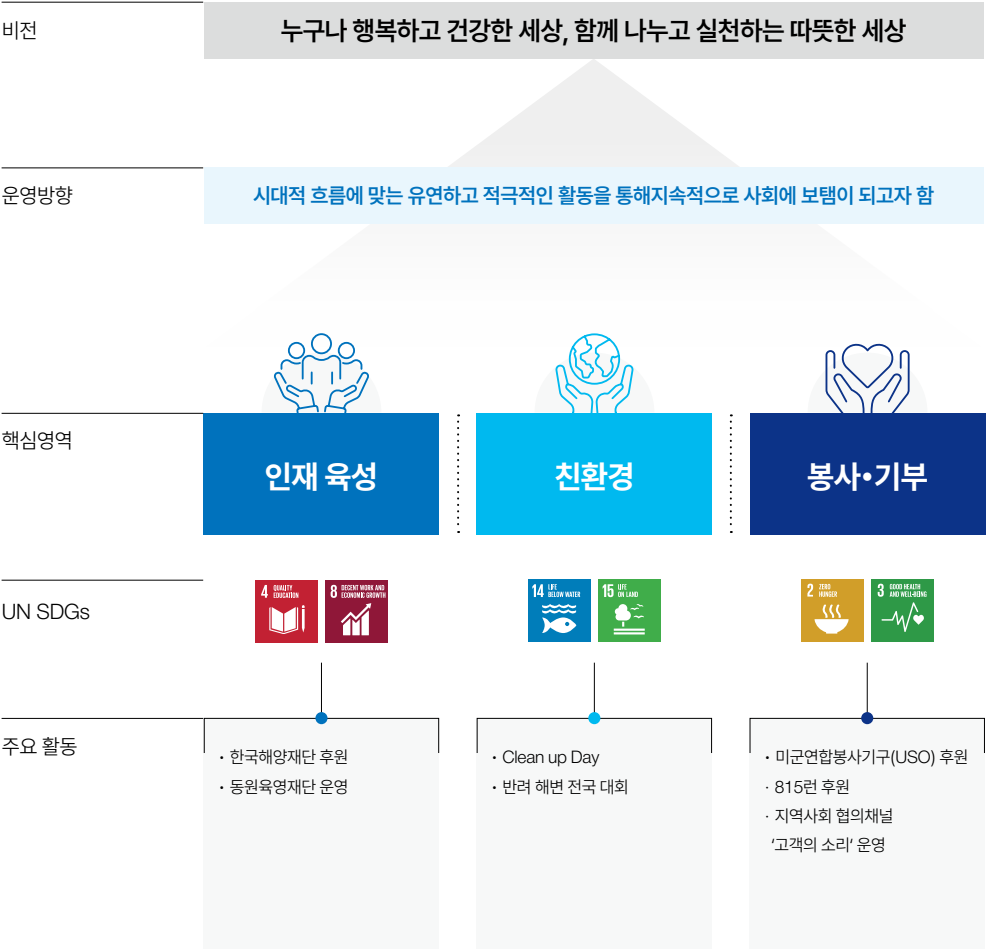 비전
누구나 행복하고 건강한 세상, 함께 나누고 실천하는 따뜻한 세상
운영방향
시대적 흐름에 맞는 유연하고 적극적인 활동을 통해지속적으로 사회에 보탬이 되고자 함
핵심영역
인재 육성
친환경
봉사•기부
UN SDGs
4 QUALITY
EDUCATION
8 DECENT WORK AND
ECONOMIC GROWTH
14 LIFE
BELOW WATER
15 LIFE
ON LAND
2 ZERO
HUNGER
3 GOOD HEALTH
AND WELL-BEING
주요 활동
• 한국해양재단 후원
• 동원육영재단 운영
• Clean up Day
• 반려 해변 전국 대회
• 미군연합봉사기구(USO) 후원
· 815런 후원
· 지역사회 협의채널
‘고객의 소리’ 운영